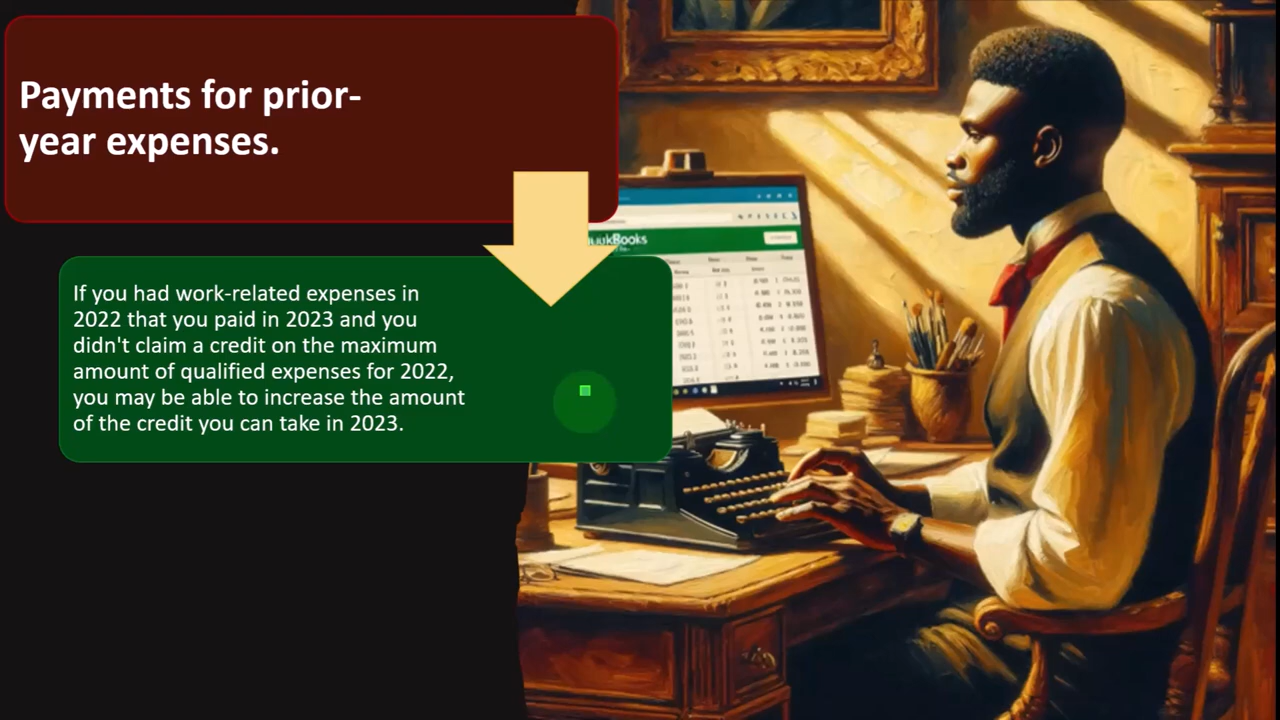 Payments for prior-
year expenses.
If you had work-related expenses in
2022 that you paid in 2023 and you
didn't claim a credit on the maximum
amount of qualified expenses for 2022,
you may be able to increase the amount
of the credit you can take in 2023.